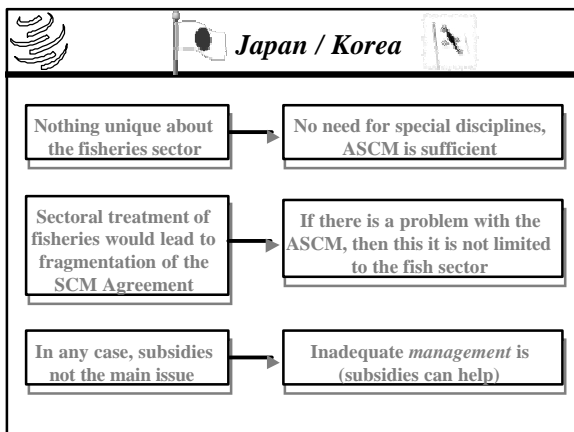 Japan / Korea
Nothing unique about
the fisheries sector
No need for special disciplines,
ASCM is sufficient
Sectoral treatment of
fisheries would lead to
fragmentation of the
SCM Agreement
If there is a problem with the
ASCM, then this it is not limited
to the fish sector
In any case, subsidies
not the main issue
Inadequate management is
(subsidies can help)